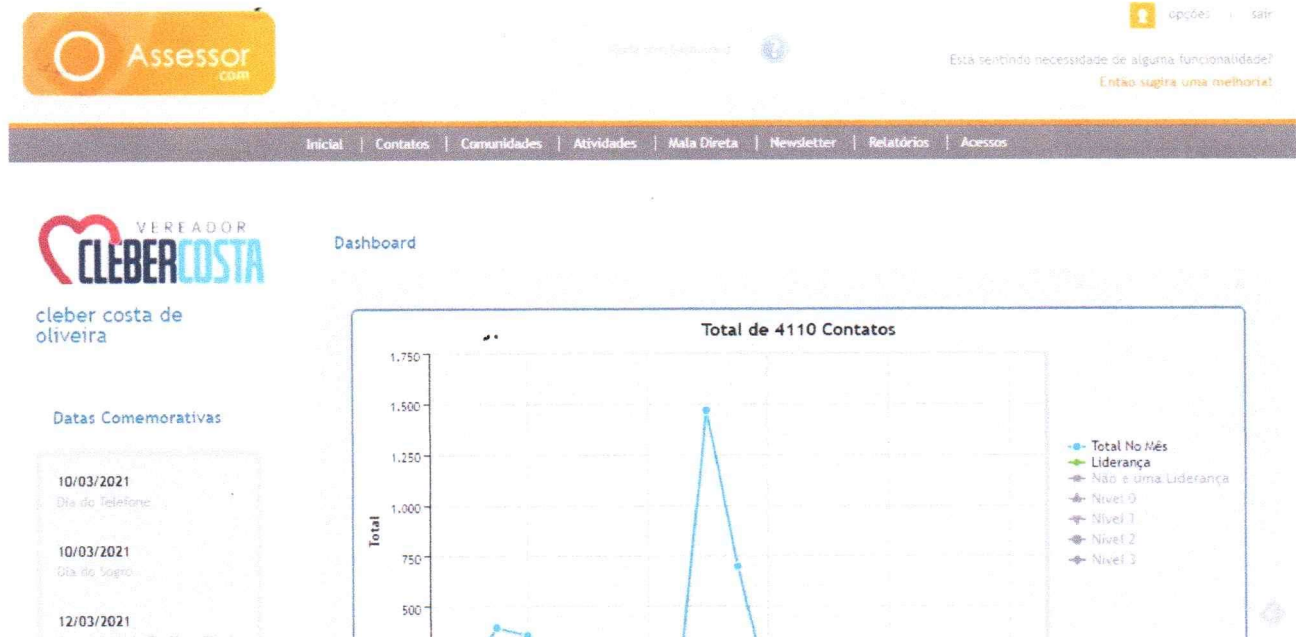 Assessor
.com
opções | sair
Esta sentindo necessidade de alguma funcionalidade?
Então sugira uma melhoria!
Inicial | Contatos | Comunidades | Atividades | Mala Direta | Newsletter | Relatórios | Acessos
VEREADOR
CLEBERCOSTA
cleber costa de
oliveira
Datas Comemorativas
10/03/2021
Dia do Telefone
10/03/2021
Dia do Sogro
12/03/2021
Dashboard
Total de 4110 Contatos
Total
1.750
1.500
1.250
1.000
750
500
Total No Mês
Liderança
Não é uma Liderança
Nível 0
Nível 1
Nível 2
Nível 3